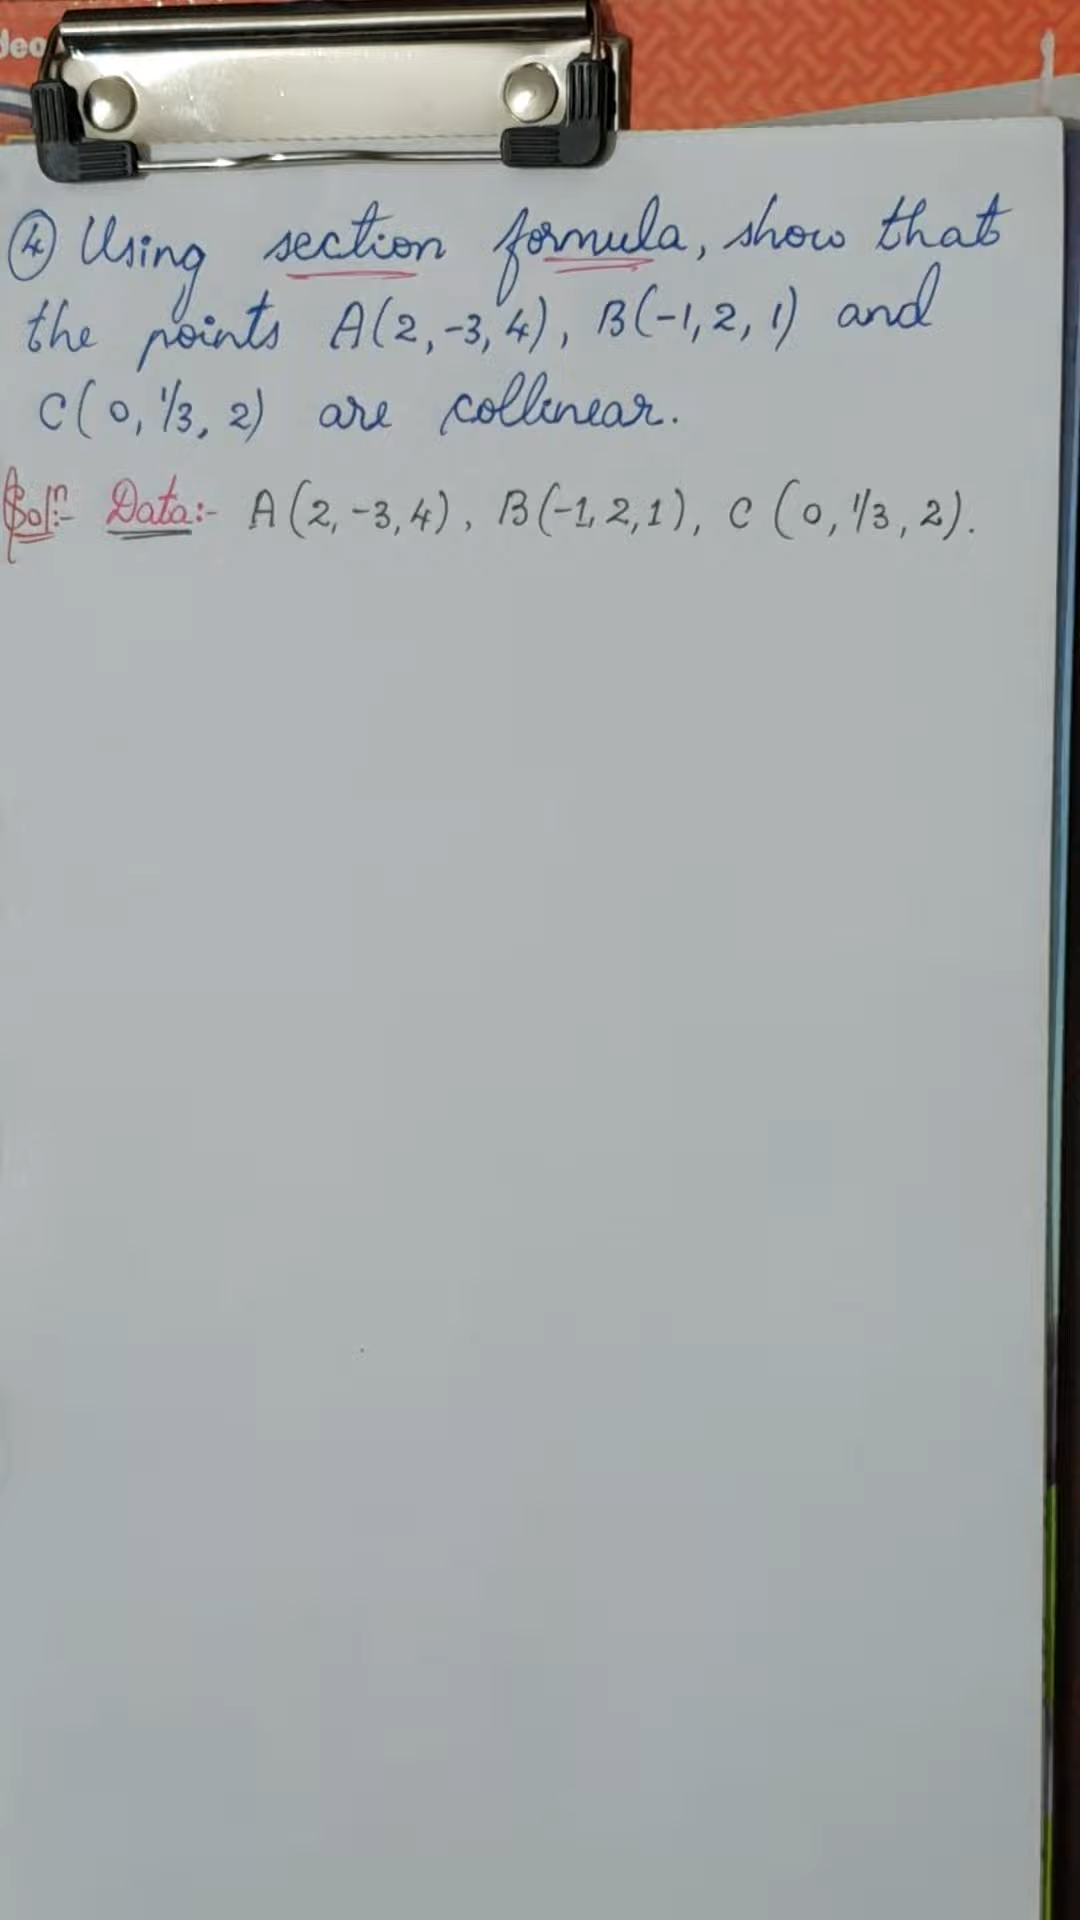 deo
④ Using section formula, show that
the points A(2,-3,4), B(-1,2,1) and
C(0,1/3,2) are collinear.
Solⁿ:- Data:- A(2,-3,4), B(-1,2,1), C(0,1/3,2).